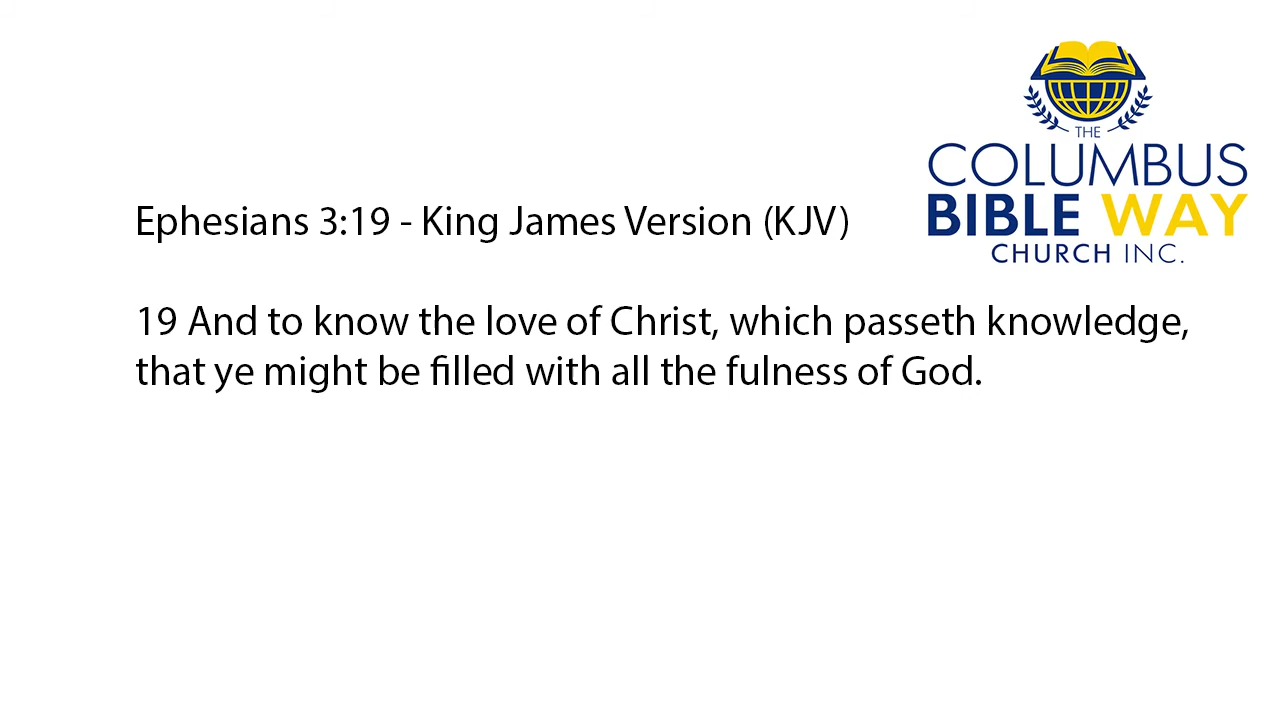 THE
COLUMBUS
BIBLE WAY
CHURCH INC.
Ephesians 3:19 - King James Version (KJV)
19 And to know the love of Christ, which passeth knowledge,
that ye might be filled with all the fulness of God.